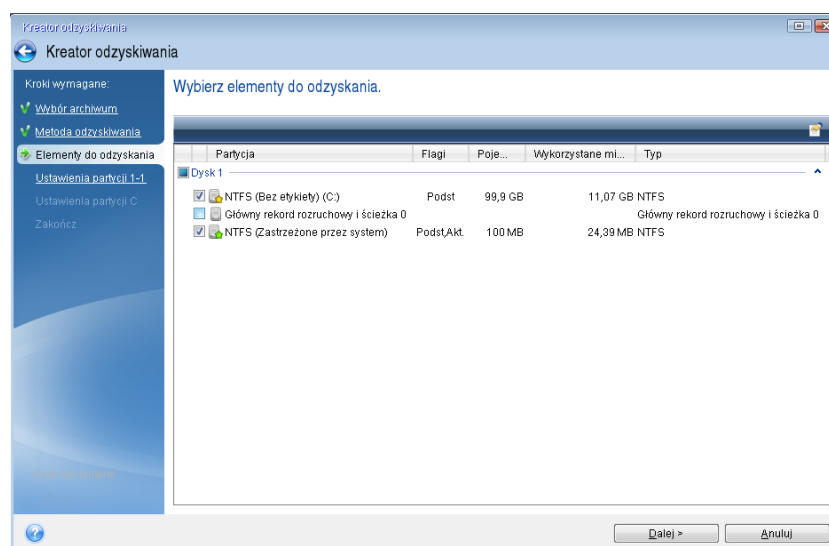 Kreator odzyskiwania
Kreator odzyskiwania
Kroki wymagane:
Wybór archiwum
Metoda odzyskiwania
Elementy do odzyskania
Ustawienia partycji 1-1
Ustawienia partycji C
Zakończ
Wybierz elementy do odzyskania.
Partycja Flagi Poje... Wykorzystane mi... Typ
Dysk 1
NTFS (Bez etykiety) (C:) Podst 99,9 GB 11,07 GB NTFS
Główny rekord rozruchowy i ścieżka 0 Główny rekord rozruchowy i ścieżka 0
NTFS (Zastrzeżone przez system) Podst,Akt. 100 MB 24,39 MB NTFS
Dalej >
Anuluj